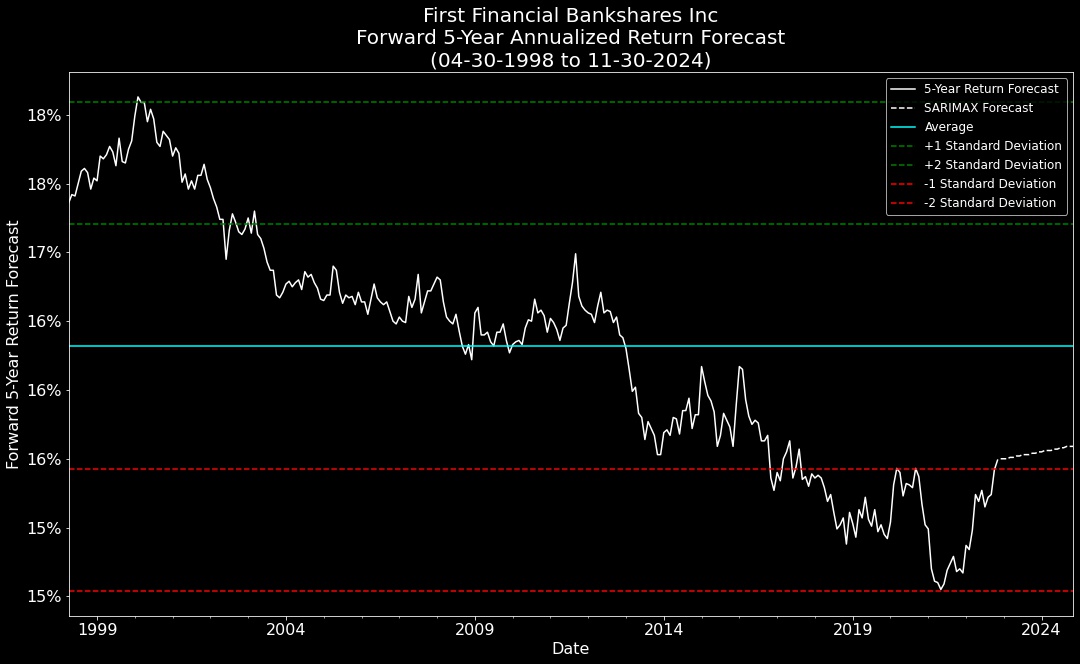 First Financial Bankshares Inc
Forward 5-Year Annualized Return Forecast
(04-30-1998 to 11-30-2024)
5-Year Return Forecast
SARIMAX Forecast
Average
+1 Standard Deviation
+2 Standard Deviation
-1 Standard Deviation
-2 Standard Deviation
Forward 5-Year Return Forecast
18%
18%
17%
16%
16%
16%
15%
15%
1999
2004
2009
2014
2019
2024
Date